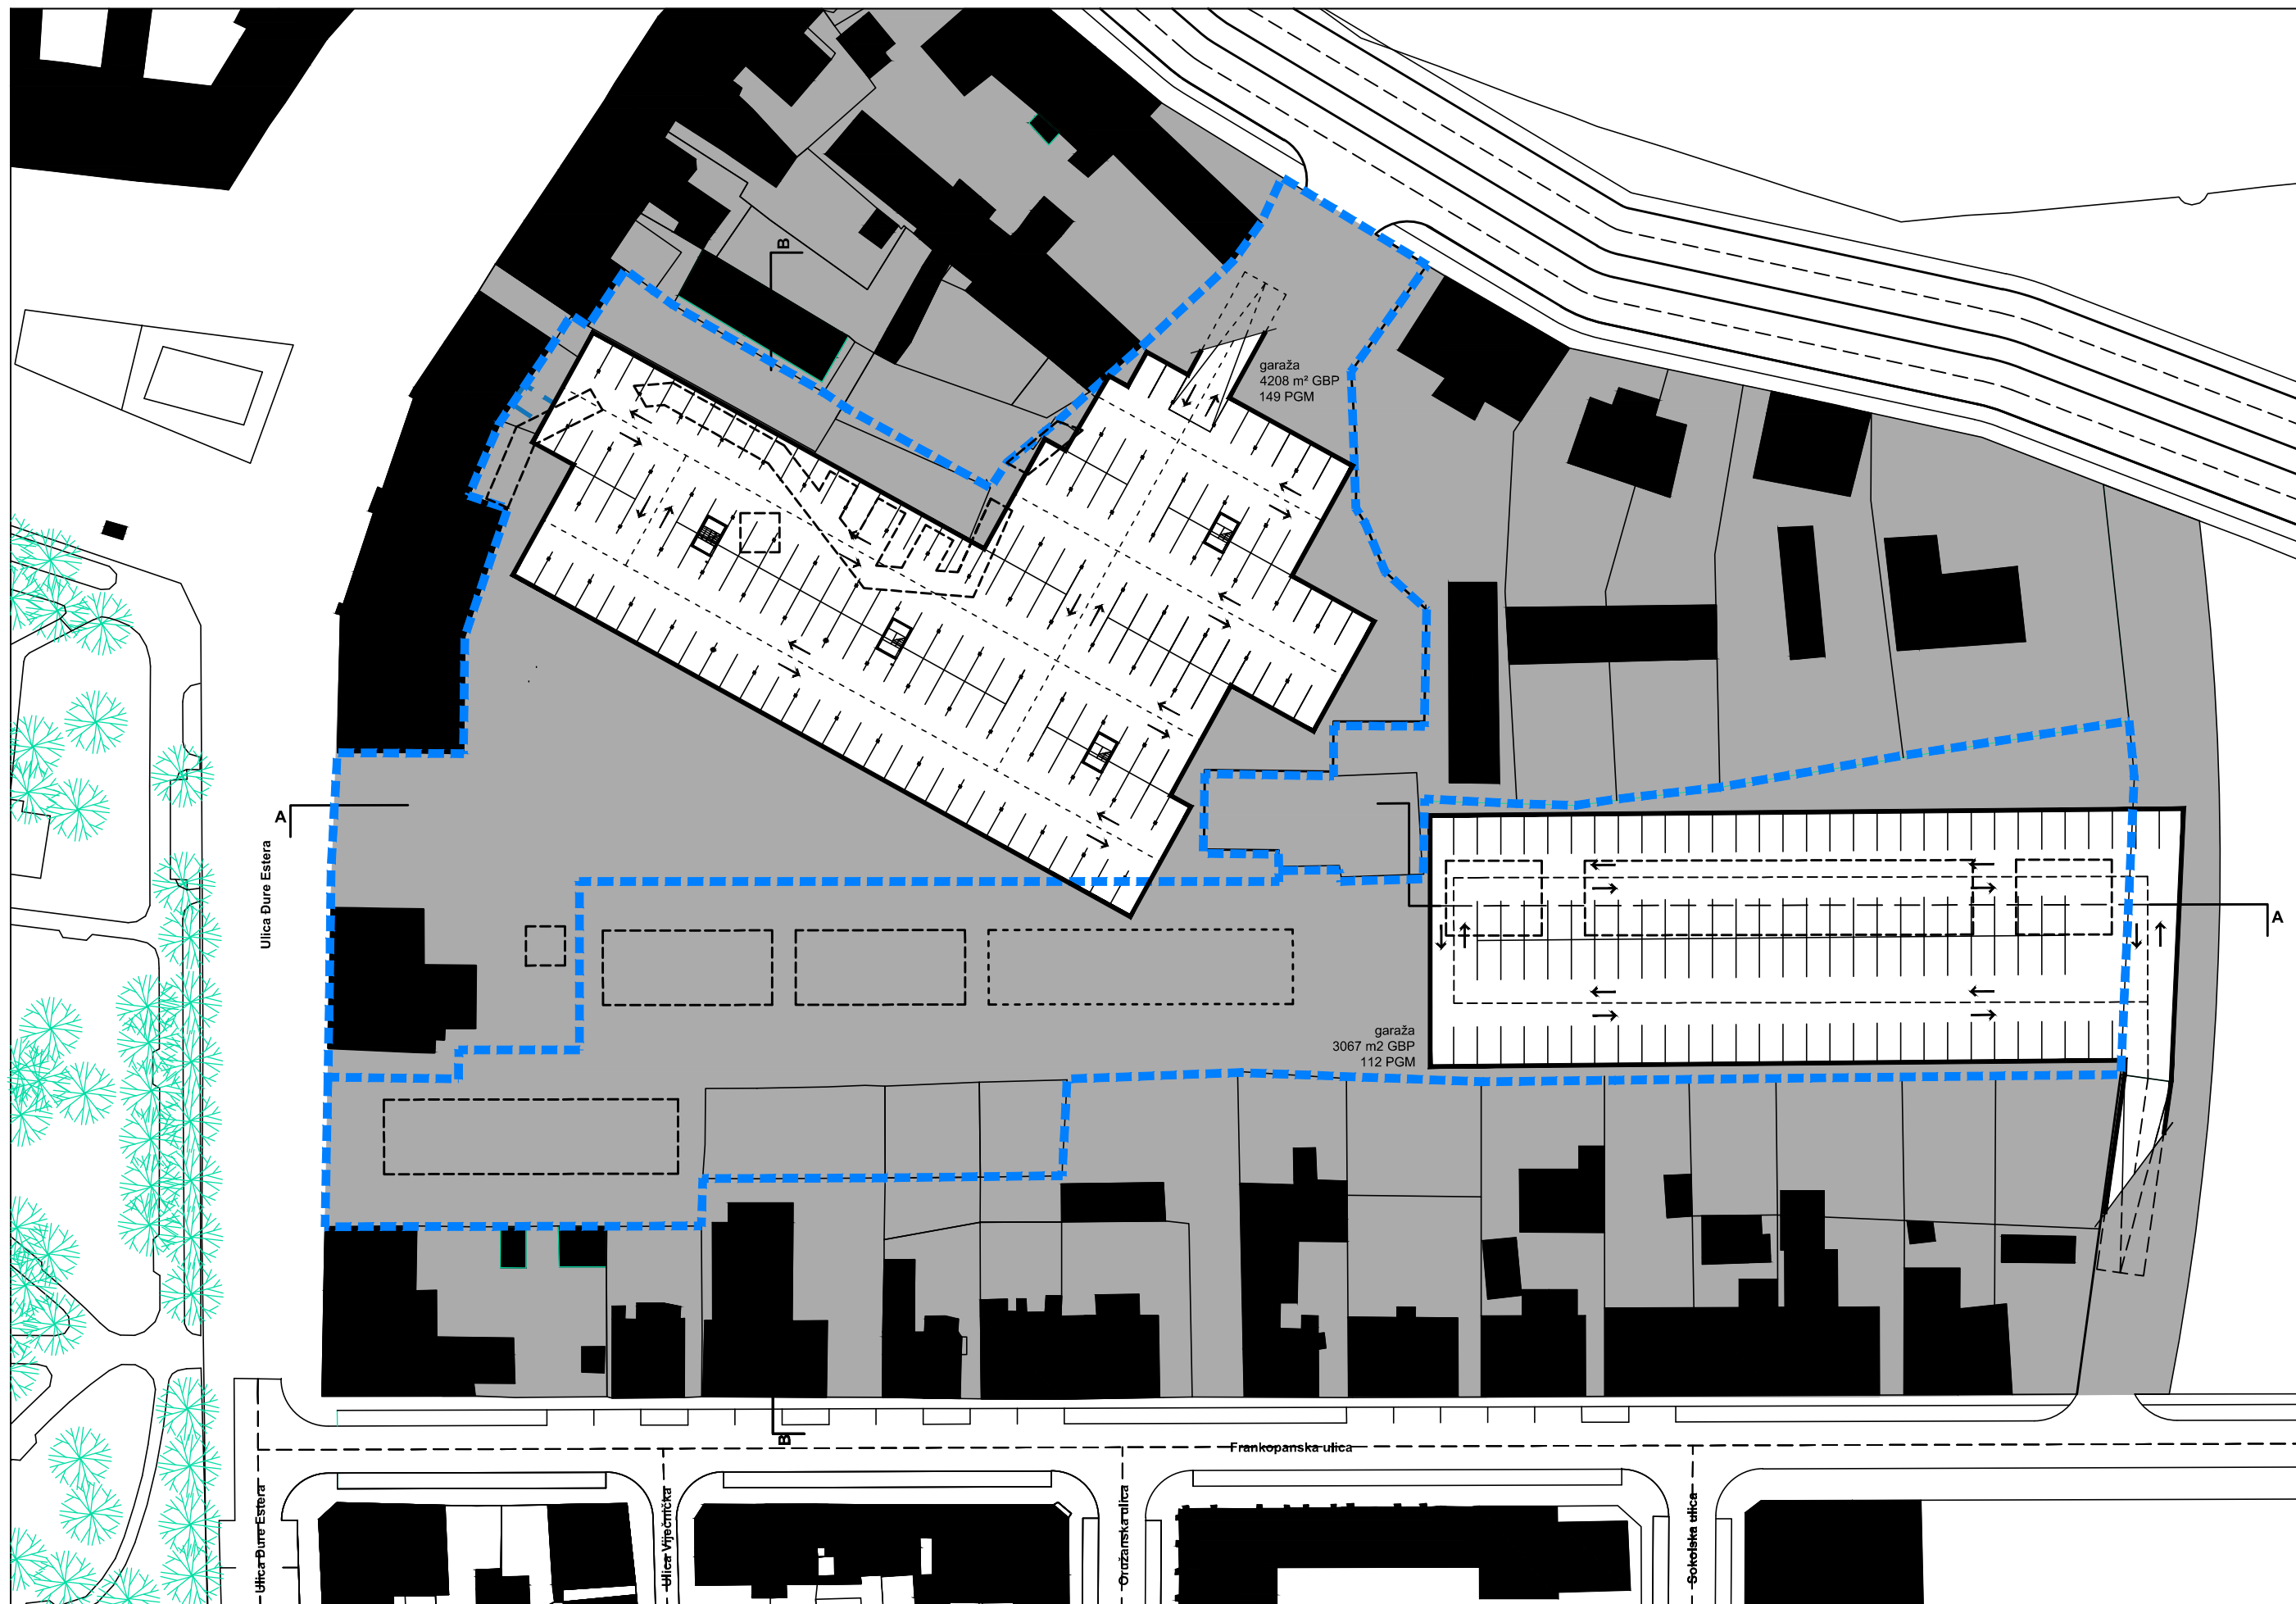 B
garaža
4208 m² GBP
149 PGM
A
Ulica Đure Estera
A
garaža
3067 m2 GBP
112 PGM
B
Frankopanska ulica
Ulica Đure Estera
Ulica Viječnička
Oružanska ulica
Sokolska ulica